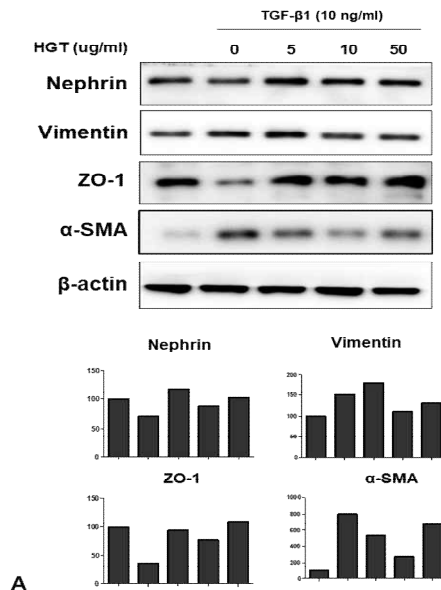 TGF-β1 (10 ng/ml)
HGT (ug/ml) 0 5 10 50
Nephrin
Vimentin
ZO-1
α-SMA
β-actin
Nephrin
150
100
50
0
Vimentin
200
150
100
50
0
ZO-1
150
100
50
0
α-SMA
1000
800
600
400
200
0
A